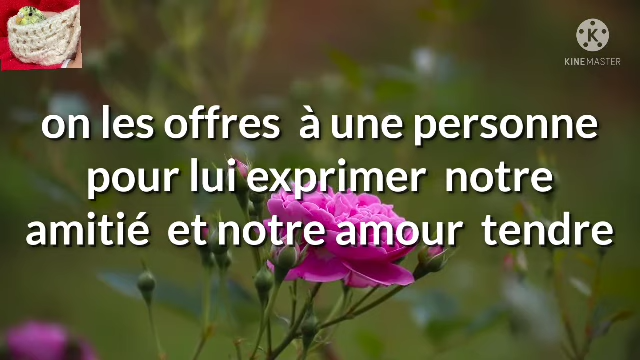 KINEMASTER
on les offres à une personne
pour lui exprimer notre
amitié et notre amour tendre